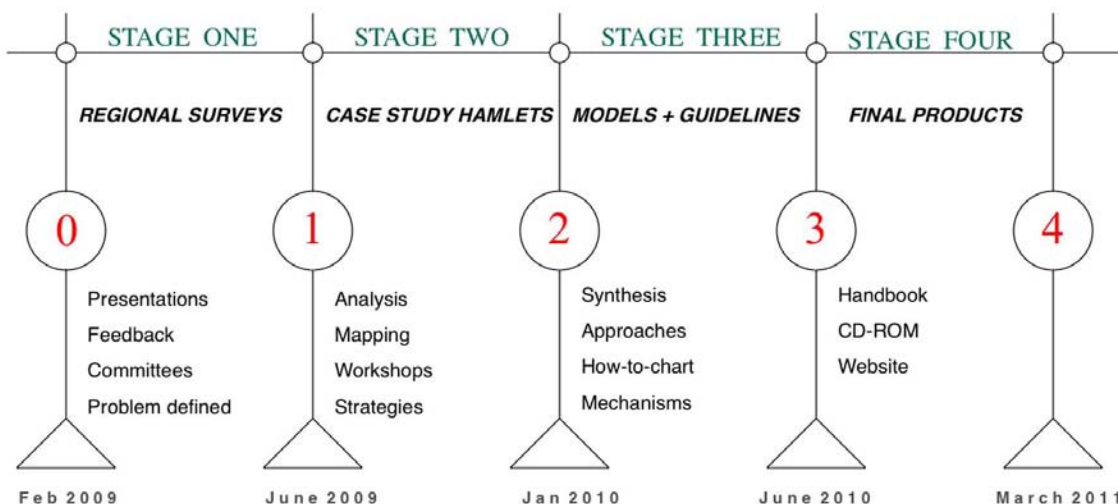 STAGE ONE
STAGE TWO
STAGE THREE
STAGE FOUR
REGIONAL SURVEYS
CASE STUDY HAMLETS
MODELS + GUIDELINES
FINAL PRODUCTS
0
1
2
3
4
Presentations
Feedback
Committees
Problem defined
Analysis
Mapping
Workshops
Strategies
Synthesis
Approaches
How-to-chart
Mechanisms
Handbook
CD-ROM
Website
Feb 2009
June 2009
Jan 2010
June 2010
March 2011